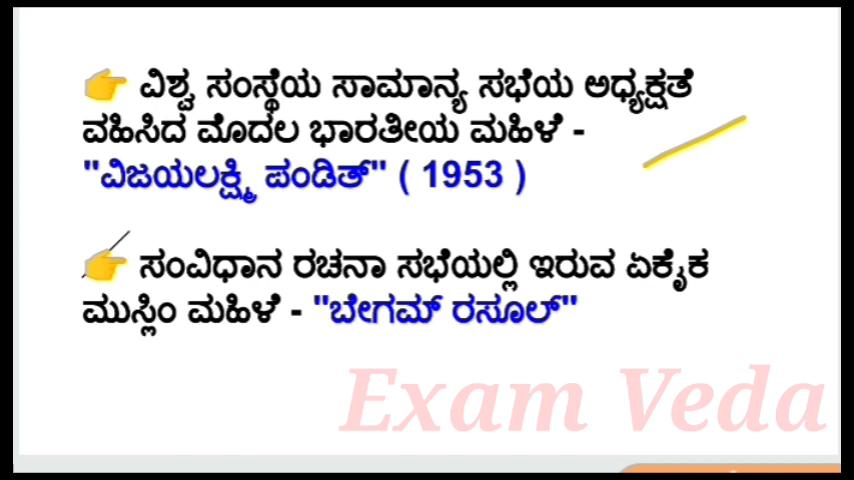 👉 ವಿಶ್ವ ಸಂಸ್ಥೆಯ ಸಾಮಾನ್ಯ ಸಭೆಯ ಅಧ್ಯಕ್ಷತೆ
ವಹಿಸಿದ ಮೊದಲ ಭಾರತೀಯ ಮಹಿಳೆ -
"ವಿಜಯಲಕ್ಷ್ಮಿ ಪಂಡಿತ್" ( 1953 )
👉 ಸಂವಿಧಾನ ರಚನಾ ಸಭೆಯಲ್ಲಿ ಇರುವ ಏಕೈಕ
ಮುಸ್ಲಿಂ ಮಹಿಳೆ - "ಬೇಗಮ್ ರಸೂಲ್"
Exam Veda